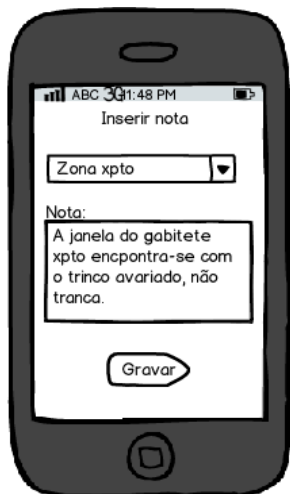 ABC 3G 11:48 PM
Inserir nota
Zona xpto
Nota:
A janela do gabitete
xpto encpontra-se com
o trinco avariado, não
tranca.
Gravar